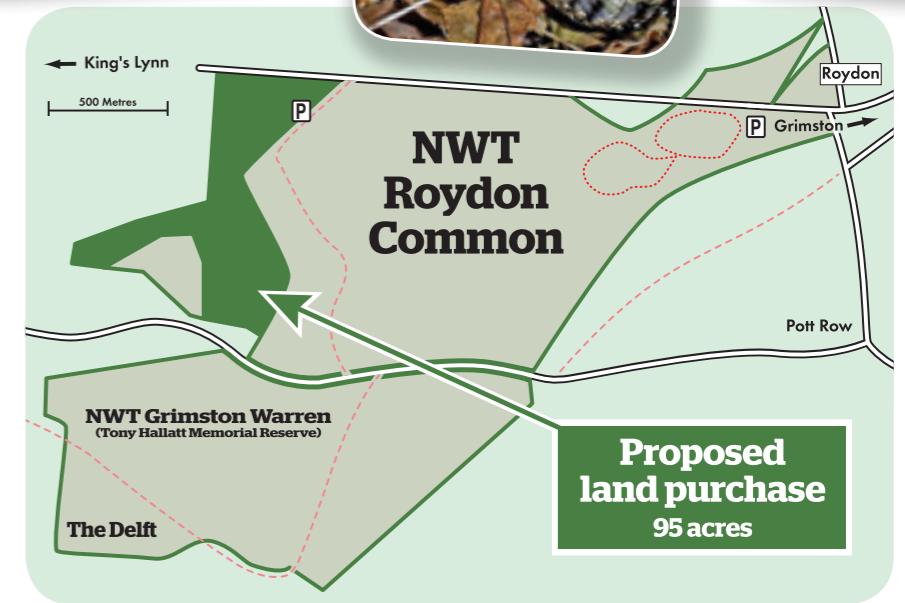 King's Lynn
500 Metres
Roydon
P
P
Grimston
NWT
Roydon
Common
Pott Row
NWT Grimston Warren
(Tony Hallatt Memorial Reserve)
The Delft
Proposed
land purchase
95 acres